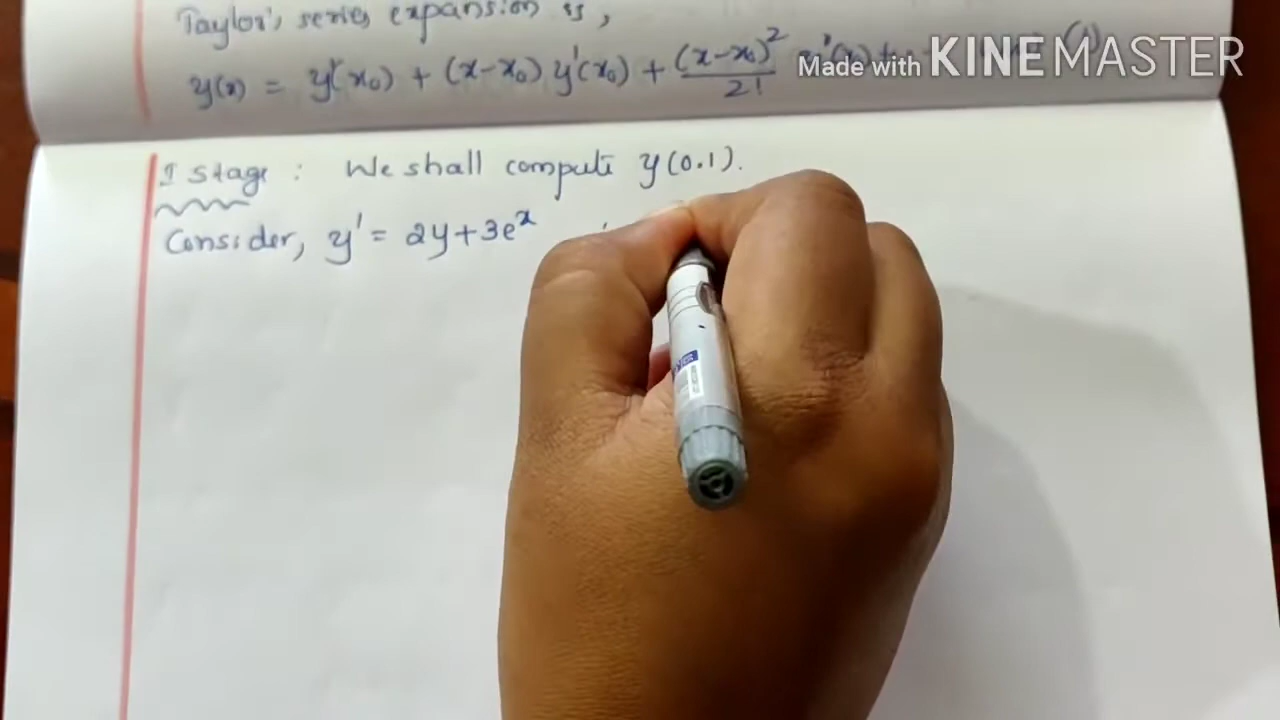 Taylor's series expansion is,
y(x) = y(x₀) + (x-x₀) y'(x₀) + (x-x₀)²/2!
Made with KINEMASTER
I Stage : We shall compute y(0.1).
Consider, y' = 2y+3eˣ